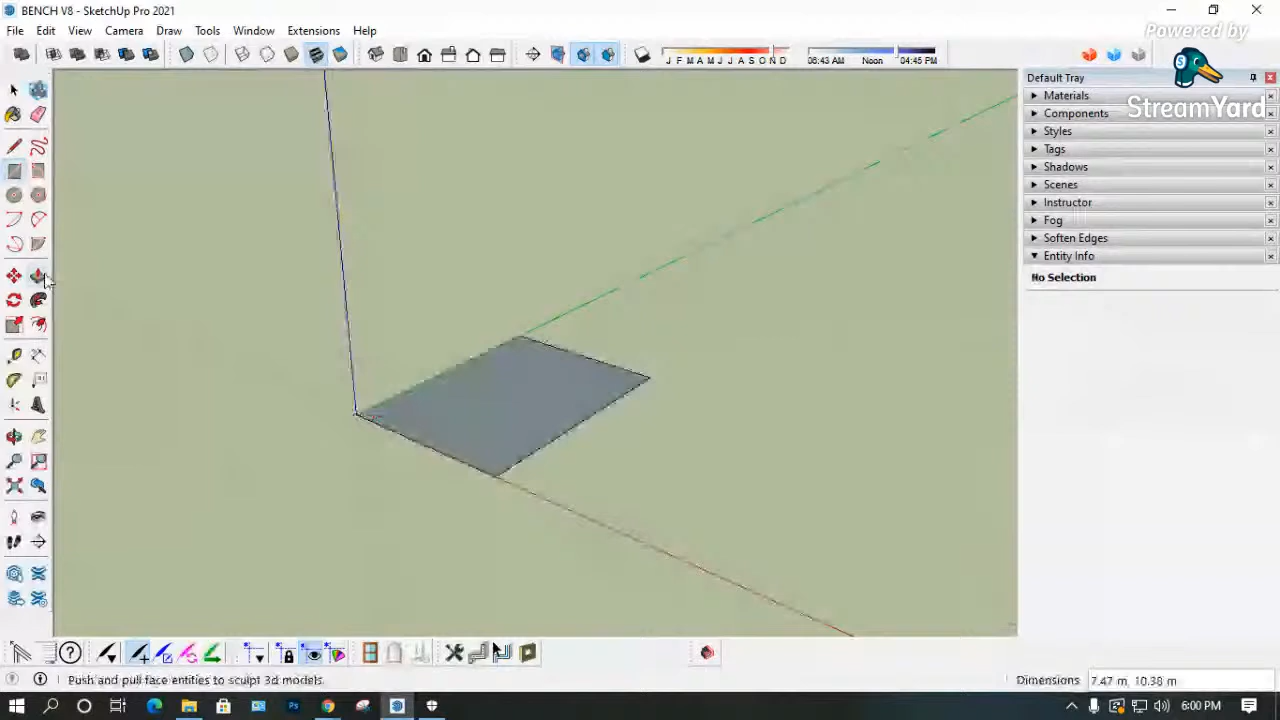 BENCH V8 - SketchUp Pro 2021
File Edit View Camera Draw Tools Window Extensions Help
Powered by
StreamYard
J F M A M J J A S O N D
06:43 AM Noon 04:45 PM
Default Tray
Materials
Components
Styles
Tags
Shadows
Scenes
Instructor
Fog
Soften Edges
Entity Info
No Selection
Push and pull face entities to sculpt 3d models.
Dimensions 7.47 m, 10.38 m
6:00 PM